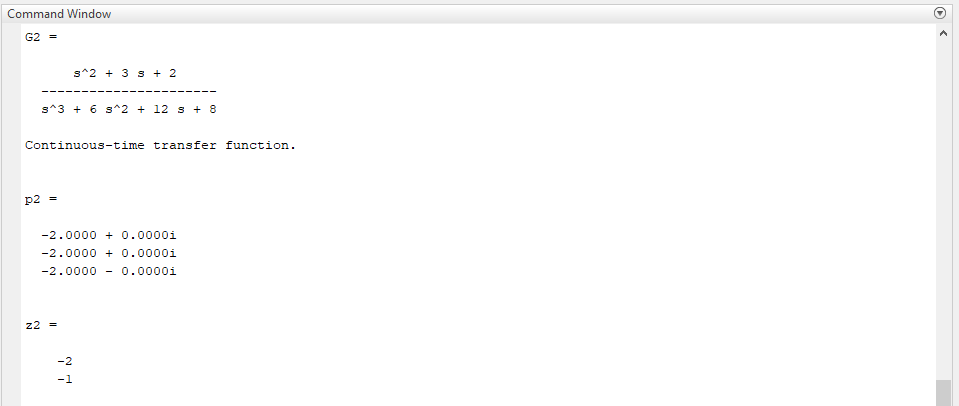 Command Window
G2 =
s^2 + 3 s + 2
----------------------
s^3 + 6 s^2 + 12 s + 8
Continuous-time transfer function.
p2 =
-2.0000 + 0.0000i
-2.0000 + 0.0000i
-2.0000 - 0.0000i
z2 =
-2
-1